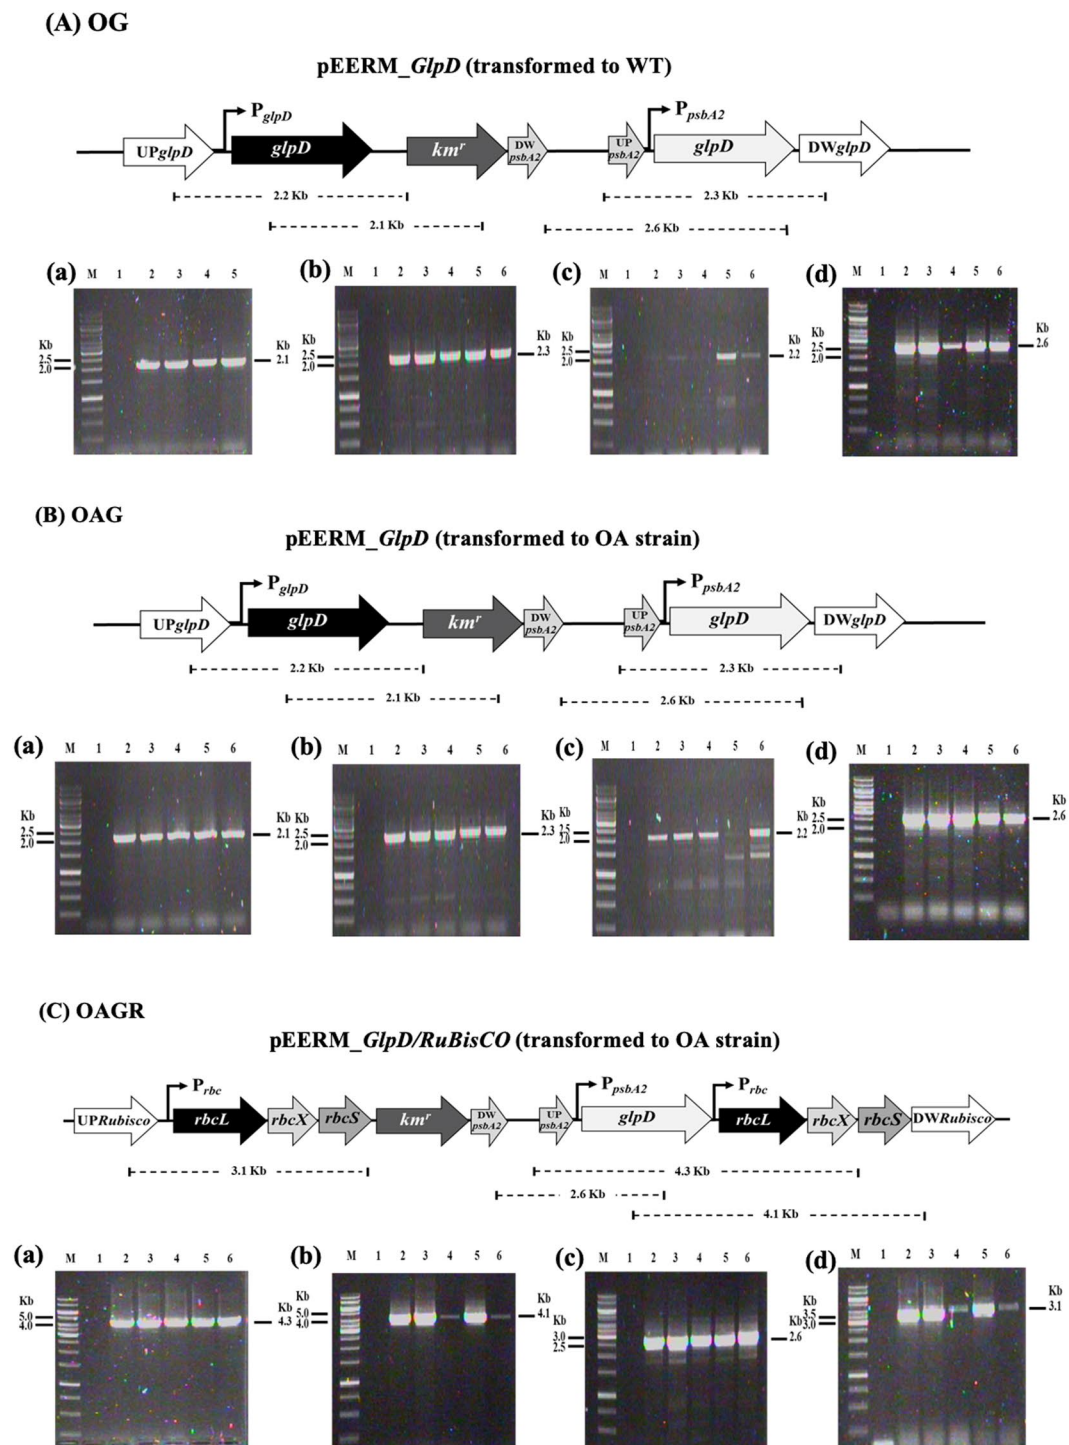 (A) OG
pEERM_GlpD (transformed to WT)
PglpD
PpsbA2
UPglpD glpD kmr DW psbA2 UP psbA2 glpD DWglpD
2.2 Kb 2.3 Kb
2.1 Kb 2.6 Kb
(a) M 1 2 3 4 5
Kb
2.5
2.0
2.1
(b) M 1 2 3 4 5 6
Kb
2.5
2.0
Kb
2.3
(c) M 1 2 3 4 5 6
Kb
2.5
2.0
Kb
2.2
(d) M 1 2 3 4 5 6
Kb
2.5
2.0
Kb
2.6
(B) OAG
pEERM_GlpD (transformed to OA strain)
PglpD
PpsbA2
UPglpD glpD kmr DW psbA2 UP psbA2 glpD DWglpD
2.2 Kb 2.3 Kb
2.1 Kb 2.6 Kb
(a) M 1 2 3 4 5 6
Kb
2.5
2.0
Kb
2.1
(b) M 1 2 3 4 5 6
2.5
2.0
Kb
2.3
(c) M 1 2 3 4 5 6
Kb
2.5
2.0
Kb
2.2
(d) M 1 2 3 4 5 6
Kb
2.5
2.0
Kb
2.6
(C) OAGR
pEERM_GlpD/RuBisCO (transformed to OA strain)
Prbc
PpsbA2
Prbc
UPRubisco rbcL rbcX rbcS kmr DW psbA2 UP psbA2 glpD rbcL rbcX rbcS DWRubisco
3.1 Kb 4.3 Kb
2.6 Kb
4.1 Kb
(a) M 1 2 3 4 5 6
Kb
5.0
4.0
Kb
4.3
(b) M 1 2 3 4 5 6
5.0
4.0
Kb
4.1
(c) M 1 2 3 4 5 6
Kb
3.0
2.5
Kb
2.6
(d) M 1 2 3 4 5 6
Kb
3.5
3.0
Kb
3.1